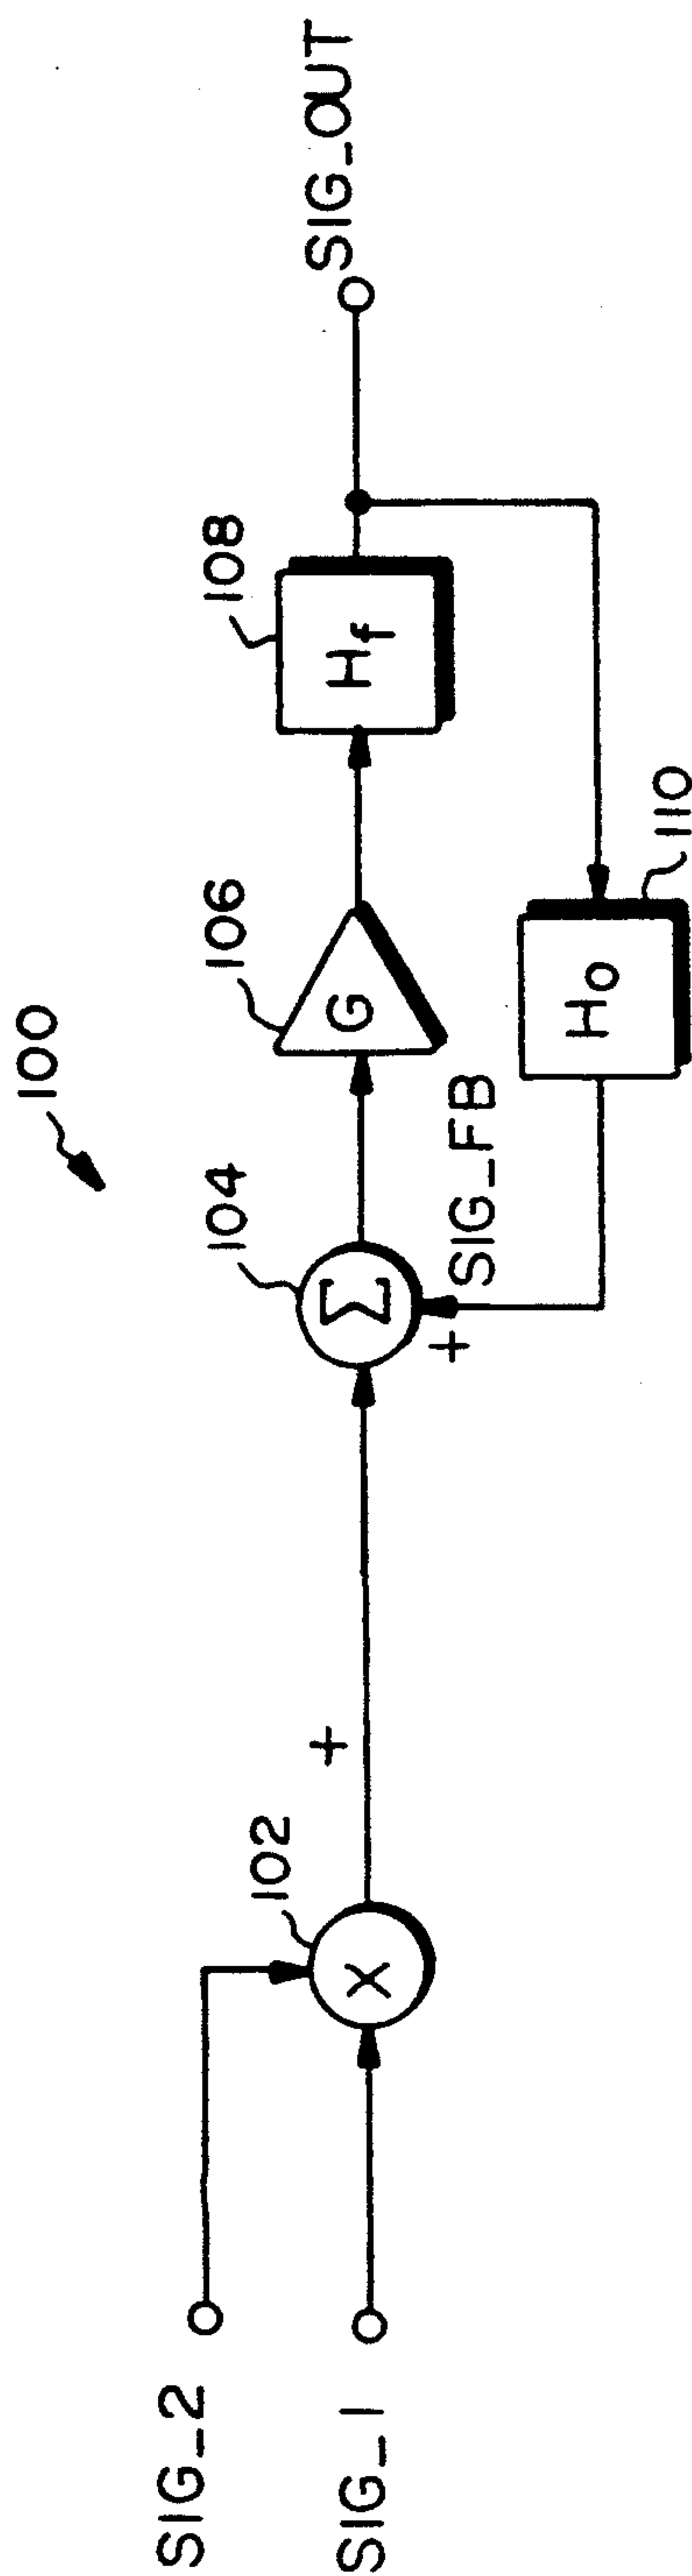 100
SIG_2
SIG_1
102
X
+
104
Σ
+
SIG_FB
106
G
108
Hf
110
Ho
SIG_OUT